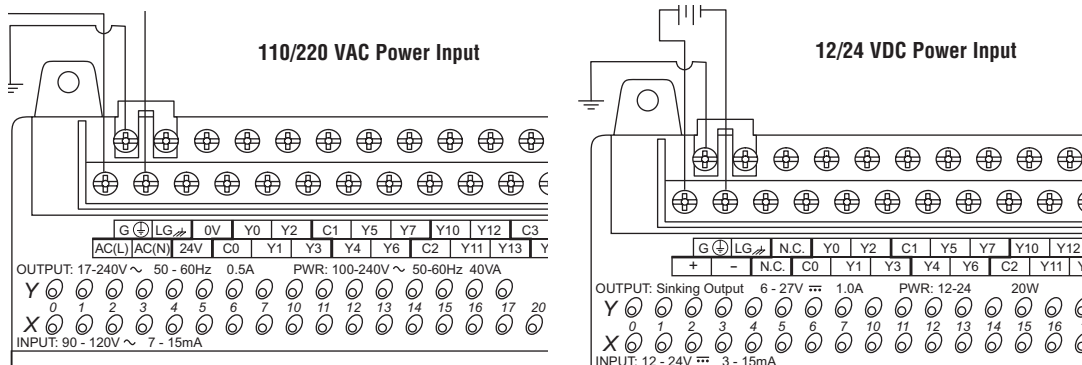 110/220 VAC Power Input
G LG 0V Y0 Y2 C1 Y5 Y7 Y10 Y12 C3
AC(L) AC(N) 24V C0 Y1 Y3 Y4 Y6 C2 Y11 Y13
OUTPUT: 17-240V ~ 50 - 60Hz 0.5A PWR: 100-240V ~ 50-60Hz 40VA
Y
0 1 2 3 4 5 6 7 10 11 12 13 14 15 16 17 20
X
INPUT: 90 - 120V ~ 7 - 15mA
12/24 VDC Power Input
G LG N.C. Y0 Y2 C1 Y5 Y7 Y10 Y12
+ – N.C. C0 Y1 Y3 Y4 Y6 C2 Y11
OUTPUT: Sinking Output 6 - 27V ⎓ 1.0A PWR: 12-24 20W
Y
0 1 2 3 4 5 6 7 10 11 12 13 14 15 16
X
INPUT: 12 - 24V ⎓ 3 - 15mA